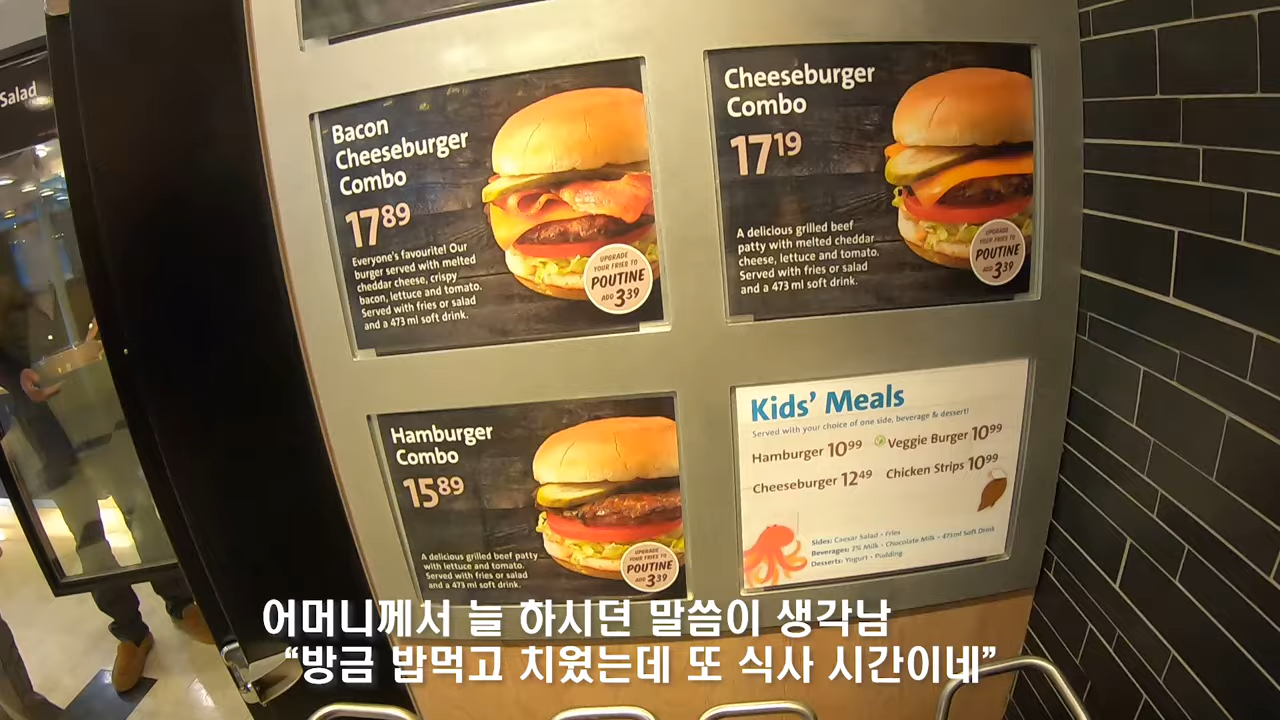 Salad
Bacon
Cheeseburger
Combo
17 89
Everyone's favourite! Our
burger served with melted
cheddar cheese, crispy
bacon, lettuce and tomato.
Served with fries or salad
and a 473 ml soft drink.
UPGRADE
YOUR FRIES TO
POUTINE
ADD 3 39
Cheeseburger
Combo
17 19
A delicious grilled beef
patty with melted cheddar
cheese, lettuce and tomato.
Served with fries or salad
and a 473 ml soft drink.
UPGRADE
YOUR FRIES TO
POUTINE
ADD 3 39
Hamburger
Combo
15 89
A delicious grilled beef patty
with lettuce and tomato.
Served with fries or salad
and a 473 ml soft drink.
UPGRADE
YOUR FRIES TO
POUTINE
ADD 3 39
Kids' Meals
Served with your choice of one side, beverage & dessert!
Hamburger 10 99 Veggie Burger 10 99
Cheeseburger 12 49 Chicken Strips 10 99
Sides: Caesar Salad • Fries
Beverages: 2% Milk • Chocolate Milk • 473ml Soft Drink
Desserts: Yogurt • Pudding
어머니께서 늘 하시던 말씀이 생각남
“방금 밥먹고 치웠는데 또 식사 시간이네”